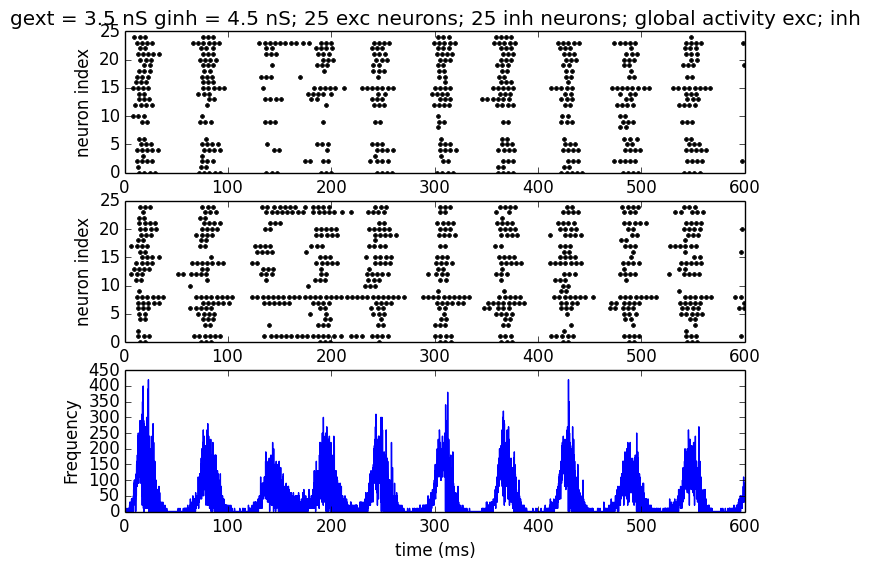 gext = 3.5 nS ginh = 4.5 nS; 25 exc neurons; 25 inh neurons; global activity exc; inh
25
20
15
10
5
0
neuron index
0 100 200 300 400 500 600
25
20
15
10
5
0
neuron index
0 100 200 300 400 500 600
450
400
350
300
250
200
150
100
50
0
Frequency
0 100 200 300 400 500 600
time (ms)